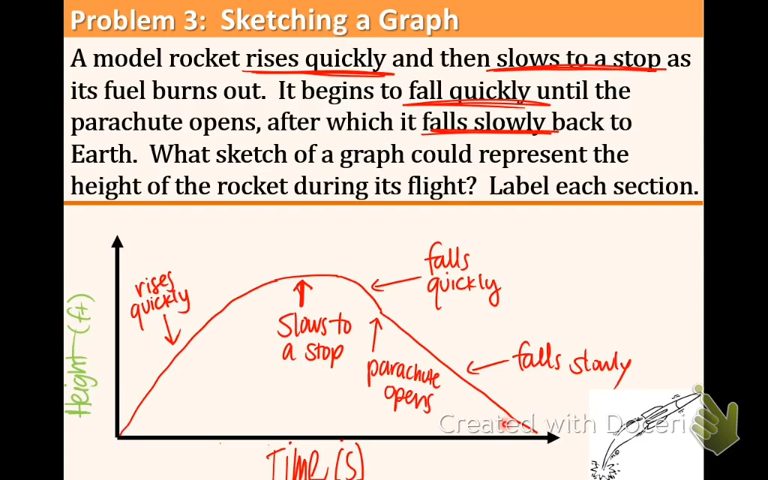 Problem 3: Sketching a Graph
A model rocket rises quickly and then slows to a stop as
its fuel burns out. It begins to fall quickly until the
parachute opens, after which it falls slowly back to
Earth. What sketch of a graph could represent the
height of the rocket during its flight? Label each section.
rises
quickly
Height (ft)
Slows to
a stop
falls
quickly
parachute
opens
falls slowly
Created with Doceri
Time (s)